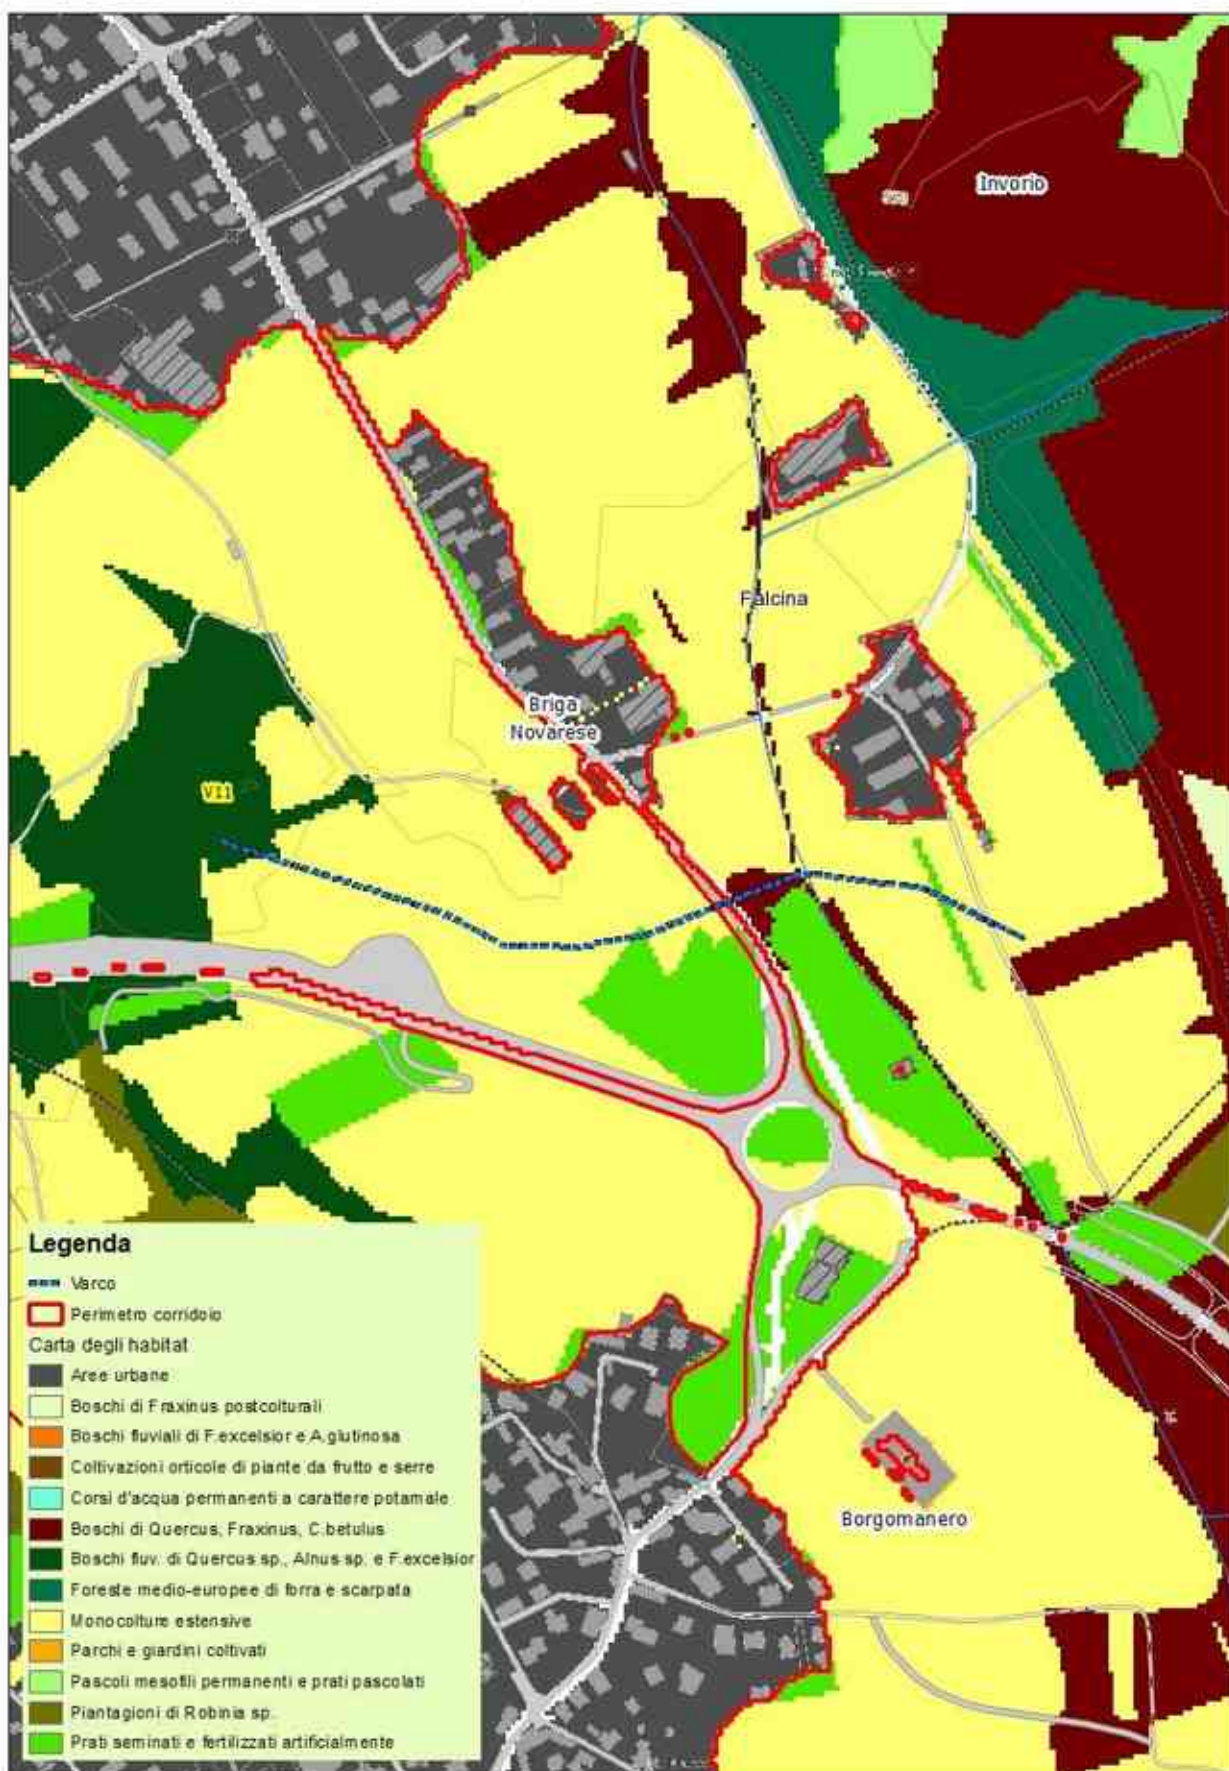 Invorio
Falcina
Briga
Novarese
VII
Borgomanero
Legenda
Varco
Perimetro corridoio
Carta degli habitat
Aree urbane
Boschi di Fraxinus postcolturali
Boschi fluviali di F.excelsior e A.glutinosa
Coltivazioni orticole di piante da frutto e serre
Corsi d'acqua permanenti a carattere potamale
Boschi di Quercus, Fraxinus, C.betulus
Boschi fluv. di Quercus sp., Alnus sp. e F.excelsior
Foreste medio-europee di forra e scarpata
Monocolture estensive
Parchi e giardini coltivati
Pascoli mesofili permanenti e prati pascolati
Piantagioni di Robinia sp.
Prati seminati e fertilizzati artificialmente